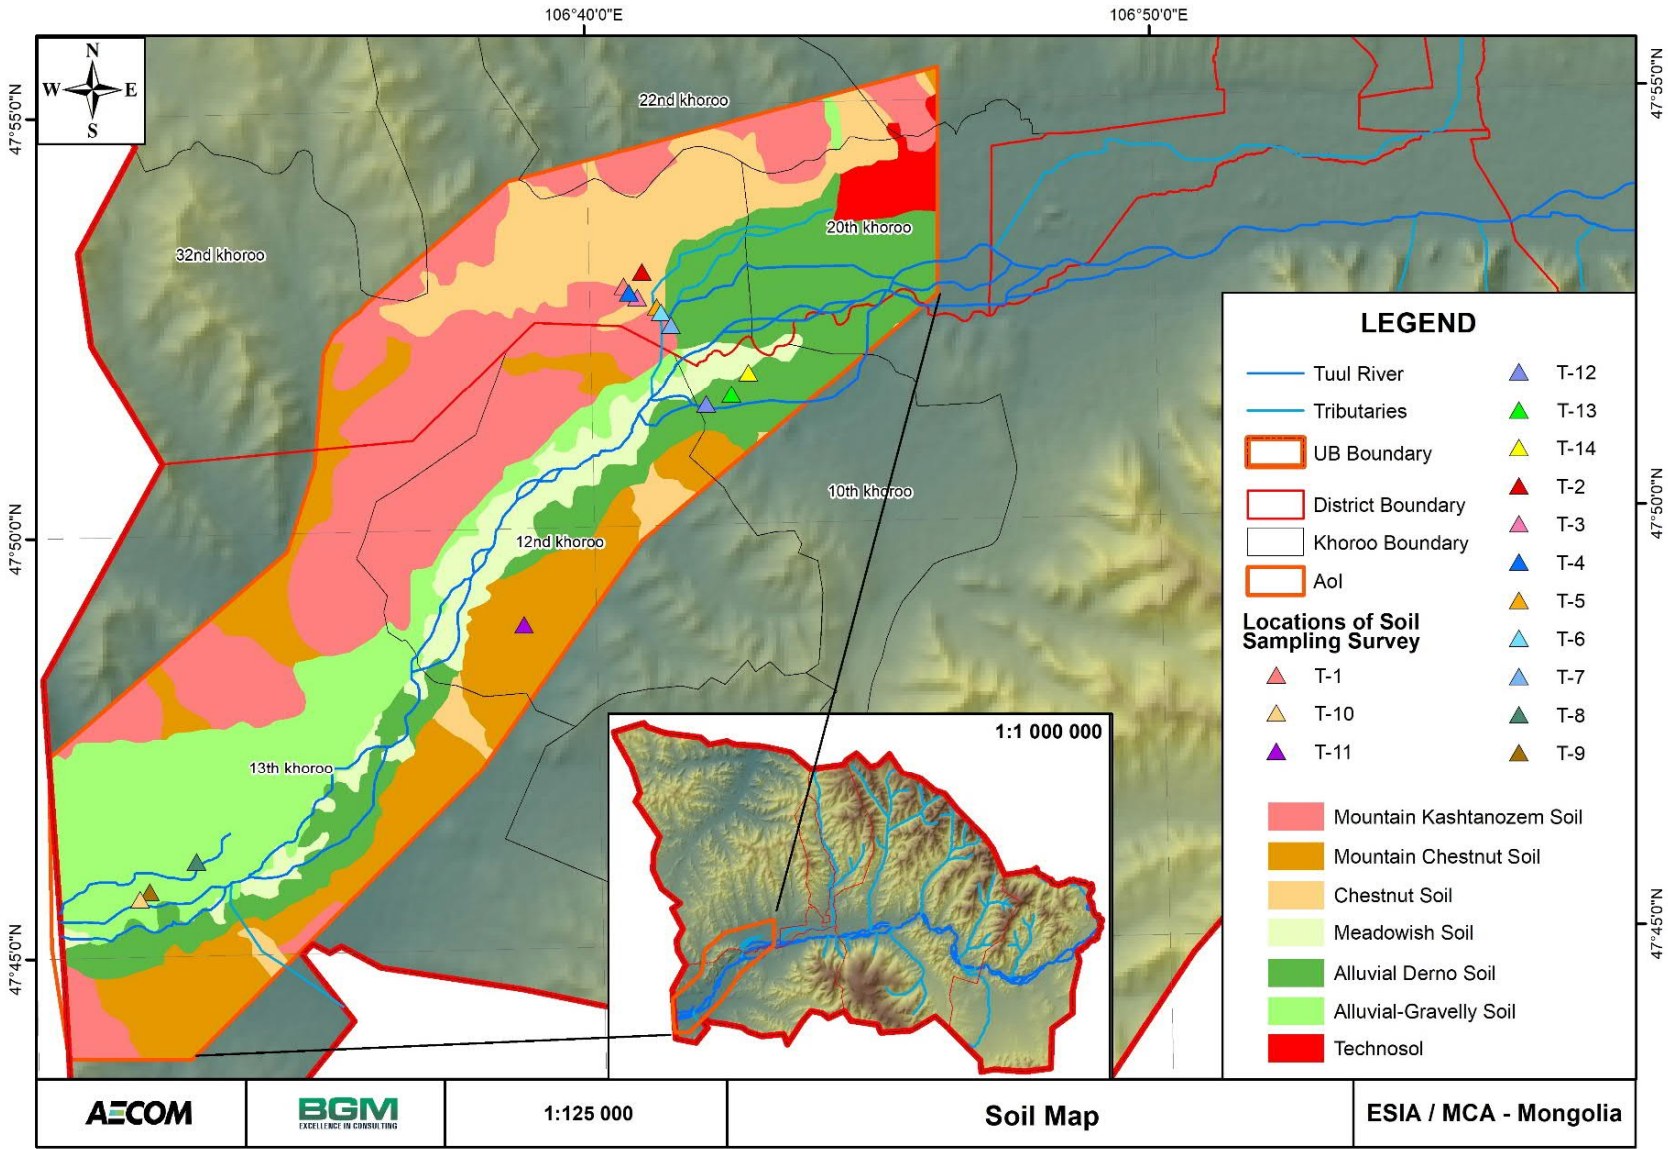 106°40'0"E
106°50'0"E
N
W
E
S
47°55'0"N
47°55'0"N
22nd khoroo
20th khoroo
32nd khoroo
10th khoroo
12nd khoroo
13th khoroo
47°50'0"N
47°50'0"N
47°45'0"N
47°45'0"N
1:1 000 000
LEGEND
Tuul River
Tributaries
UB Boundary
District Boundary
Khoroo Boundary
AoI
Locations of Soil
Sampling Survey
T-1
T-10
T-11
T-12
T-13
T-14
T-2
T-3
T-4
T-5
T-6
T-7
T-8
T-9
Mountain Kashtanozem Soil
Mountain Chestnut Soil
Chestnut Soil
Meadowish Soil
Alluvial Derno Soil
Alluvial-Gravelly Soil
Technosol
AECOM
BGM
EXCELLENCE IN CONSULTING
1:125 000
Soil Map
ESIA / MCA - Mongolia